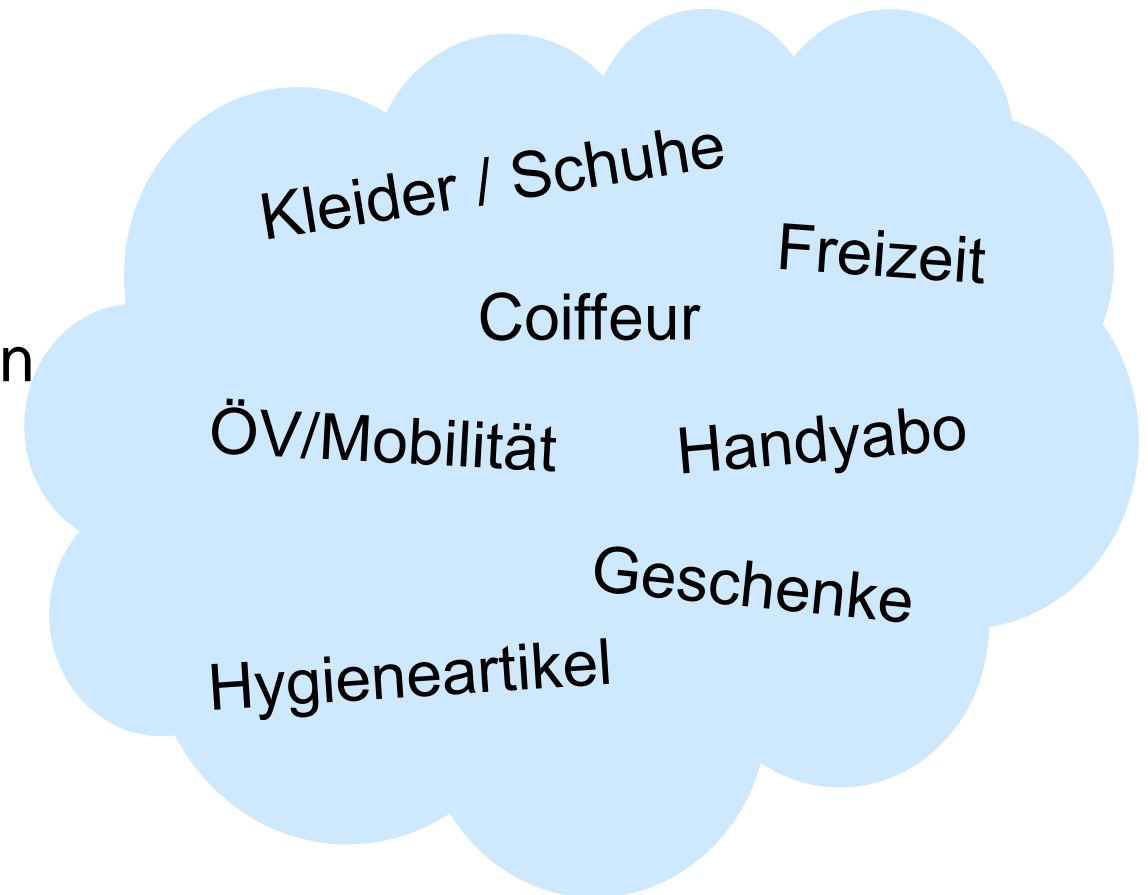 Kleider / Schuhe
Freizeit
Coiffeur
n
ÖV/Mobilität
Handyabo
Geschenke
Hygieneartikel